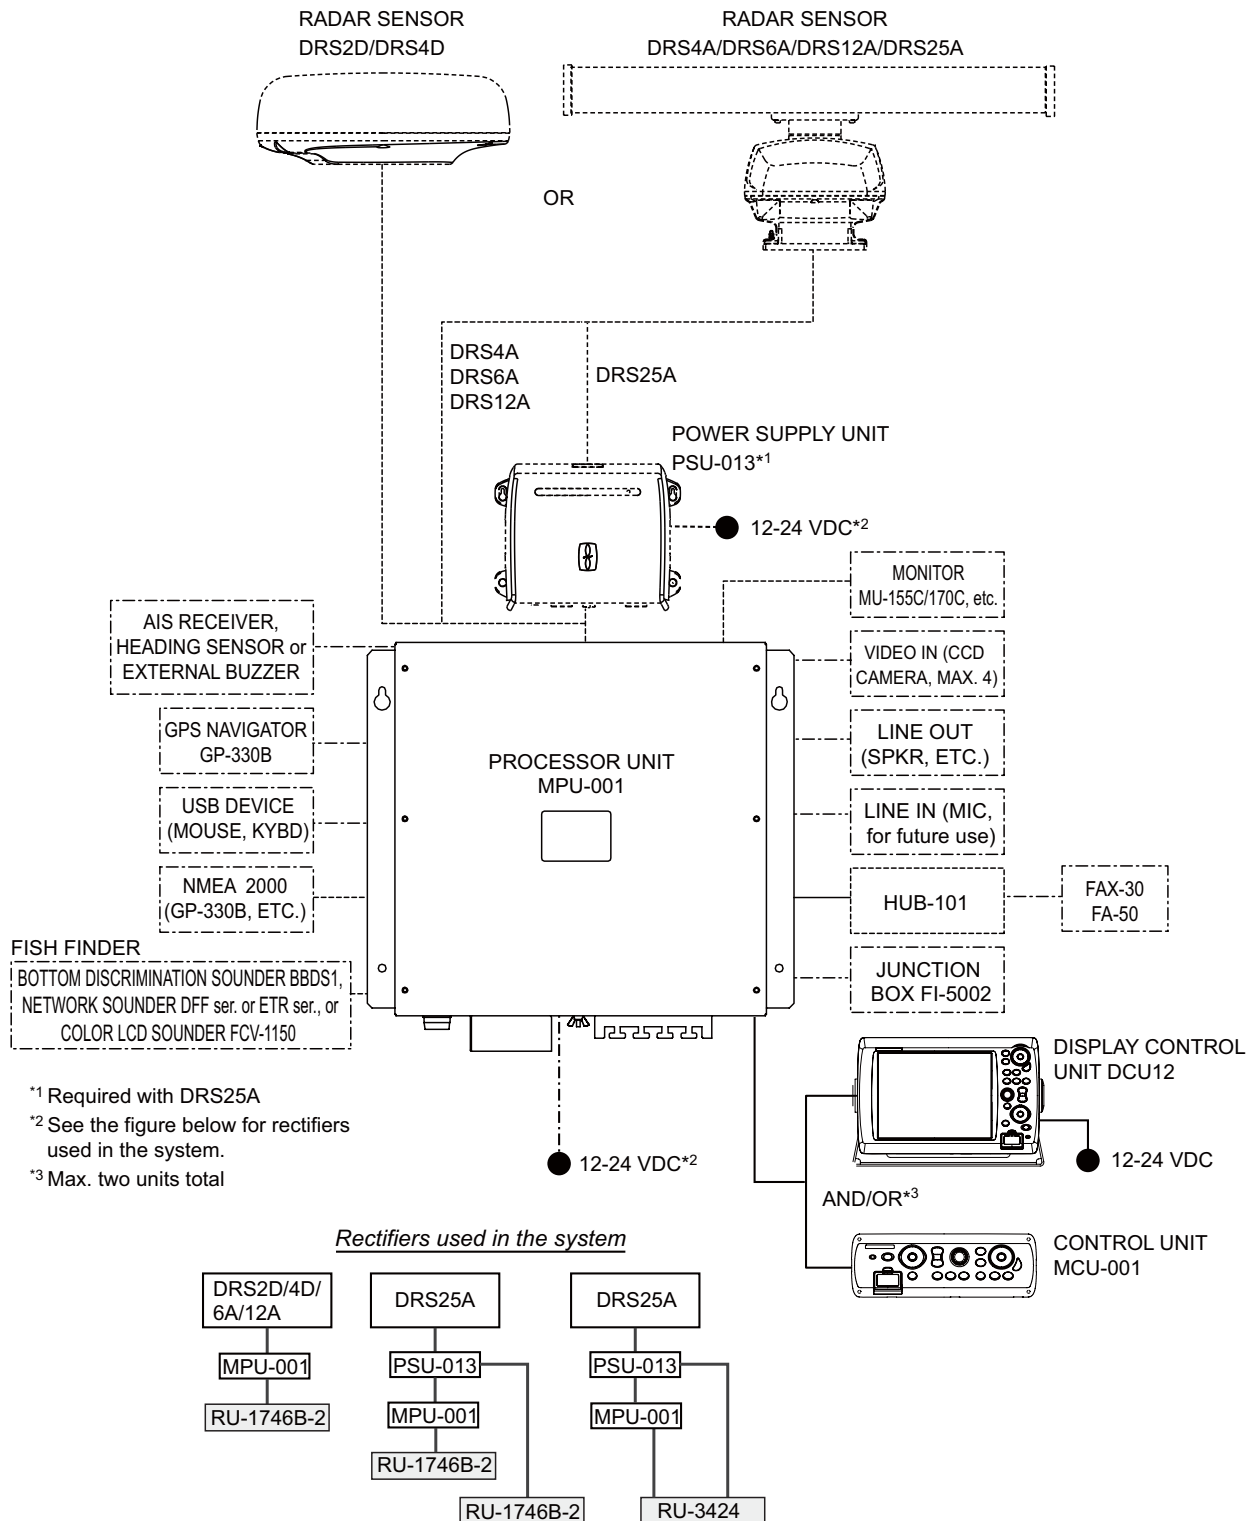 RADAR SENSOR
DRS2D/DRS4D
RADAR SENSOR
DRS4A/DRS6A/DRS12A/DRS25A
OR
DRS4A
DRS6A
DRS12A
DRS25A
POWER SUPPLY UNIT
PSU-013*1
12-24 VDC*2
MONITOR
MU-155C/170C, etc.
AIS RECEIVER,
HEADING SENSOR or
EXTERNAL BUZZER
VIDEO IN (CCD
CAMERA, MAX. 4)
GPS NAVIGATOR
GP-330B
LINE OUT
(SPKR, ETC.)
PROCESSOR UNIT
MPU-001
USB DEVICE
(MOUSE, KYBD)
LINE IN (MIC,
for future use)
NMEA 2000
(GP-330B, ETC.)
HUB-101
FAX-30
FA-50
FISH FINDER
BOTTOM DISCRIMINATION SOUNDER BBDS1,
NETWORK SOUNDER DFF ser. or ETR ser., or
COLOR LCD SOUNDER FCV-1150
JUNCTION
BOX FI-5002
DISPLAY CONTROL
UNIT DCU12
*1 Required with DRS25A
*2 See the figure below for rectifiers
used in the system.
*3 Max. two units total
12-24 VDC*2
12-24 VDC
AND/OR*3
CONTROL UNIT
MCU-001
Rectifiers used in the system
DRS2D/4D/
6A/12A
MPU-001
RU-1746B-2
DRS25A
PSU-013
MPU-001
RU-1746B-2
RU-1746B-2
DRS25A
PSU-013
MPU-001
RU-3424